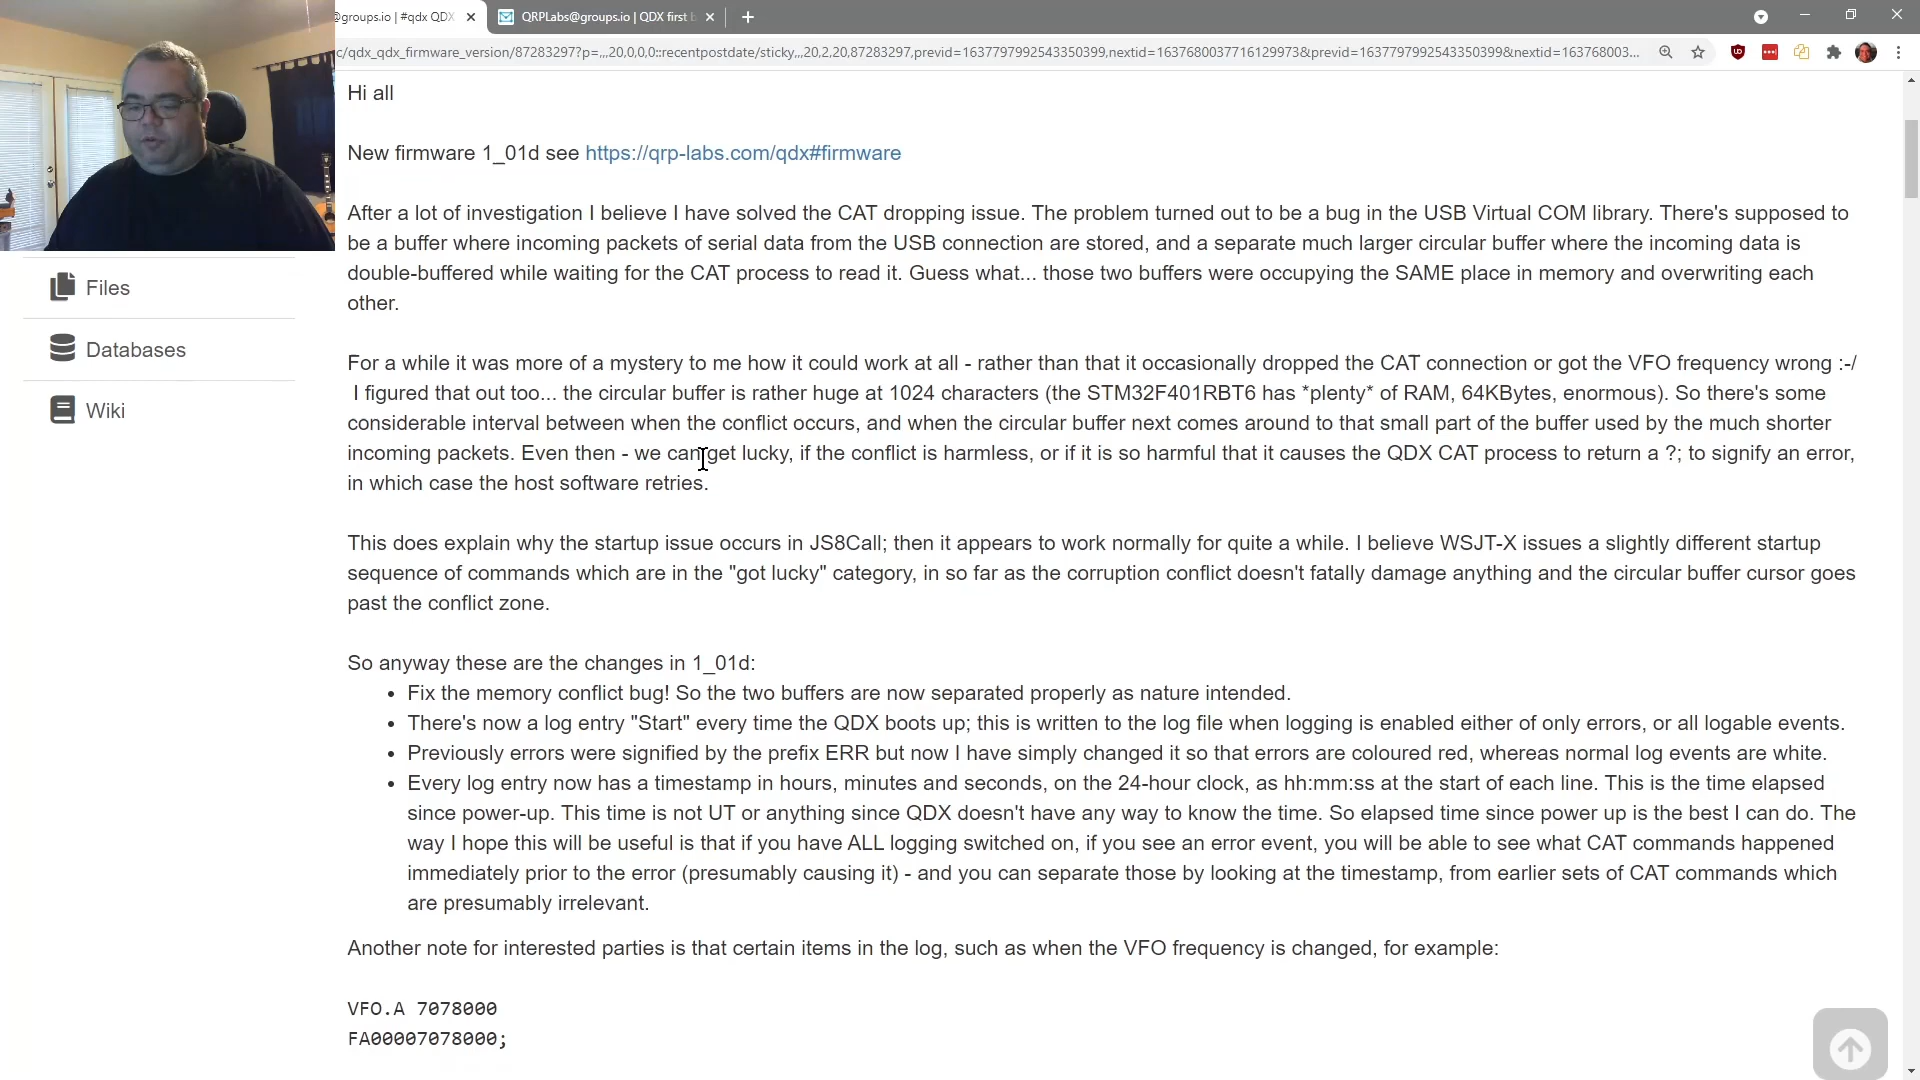 @groups.io | #qdx QDX
QRPLabs@groups.io | QDX first b
c/qdx_qdx_firmware_version/87283297?p=,,,20,0,0,0::recentpostdate/sticky,,,20,2,20,87283297,previd=1637797992543350399,nextid=1637680037716129973&previd=1637797992543350399&nextid=163768003...
Hi all
New firmware 1_01d see https://qrp-labs.com/qdx#firmware
After a lot of investigation I believe I have solved the CAT dropping issue. The problem turned out to be a bug in the USB Virtual COM library. There's supposed to
be a buffer where incoming packets of serial data from the USB connection are stored, and a separate much larger circular buffer where the incoming data is
double-buffered while waiting for the CAT process to read it. Guess what... those two buffers were occupying the SAME place in memory and overwriting each
other.
Files
Databases
Wiki
For a while it was more of a mystery to me how it could work at all - rather than that it occasionally dropped the CAT connection or got the VFO frequency wrong :-/
I figured that out too... the circular buffer is rather huge at 1024 characters (the STM32F401RBT6 has *plenty* of RAM, 64KBytes, enormous). So there's some
considerable interval between when the conflict occurs, and when the circular buffer next comes around to that small part of the buffer used by the much shorter
incoming packets. Even then - we can get lucky, if the conflict is harmless, or if it is so harmful that it causes the QDX CAT process to return a ?; to signify an error,
in which case the host software retries.
This does explain why the startup issue occurs in JS8Call; then it appears to work normally for quite a while. I believe WSJT-X issues a slightly different startup
sequence of commands which are in the "got lucky" category, in so far as the corruption conflict doesn't fatally damage anything and the circular buffer cursor goes
past the conflict zone.
So anyway these are the changes in 1_01d:
• Fix the memory conflict bug! So the two buffers are now separated properly as nature intended.
• There's now a log entry "Start" every time the QDX boots up; this is written to the log file when logging is enabled either of only errors, or all logable events.
• Previously errors were signified by the prefix ERR but now I have simply changed it so that errors are coloured red, whereas normal log events are white.
• Every log entry now has a timestamp in hours, minutes and seconds, on the 24-hour clock, as hh:mm:ss at the start of each line. This is the time elapsed
since power-up. This time is not UT or anything since QDX doesn't have any way to know the time. So elapsed time since power up is the best I can do. The
way I hope this will be useful is that if you have ALL logging switched on, if you see an error event, you will be able to see what CAT commands happened
immediately prior to the error (presumably causing it) - and you can separate those by looking at the timestamp, from earlier sets of CAT commands which
are presumably irrelevant.
Another note for interested parties is that certain items in the log, such as when the VFO frequency is changed, for example:
VFO.A 7078000
FA00007078000;